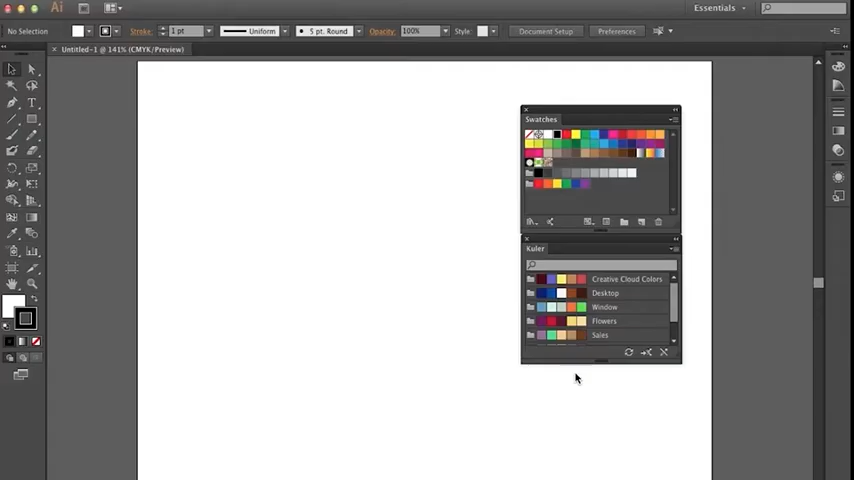 Ai
Essentials
No Selection
Stroke:
1 pt
Uniform
5 pt. Round
Opacity:
100%
Style:
Document Setup
Preferences
Untitled-1 @ 141% (CMYK/Preview)
Swatches
Kuler
Creative Cloud Colors
Desktop
Window
Flowers
Sales